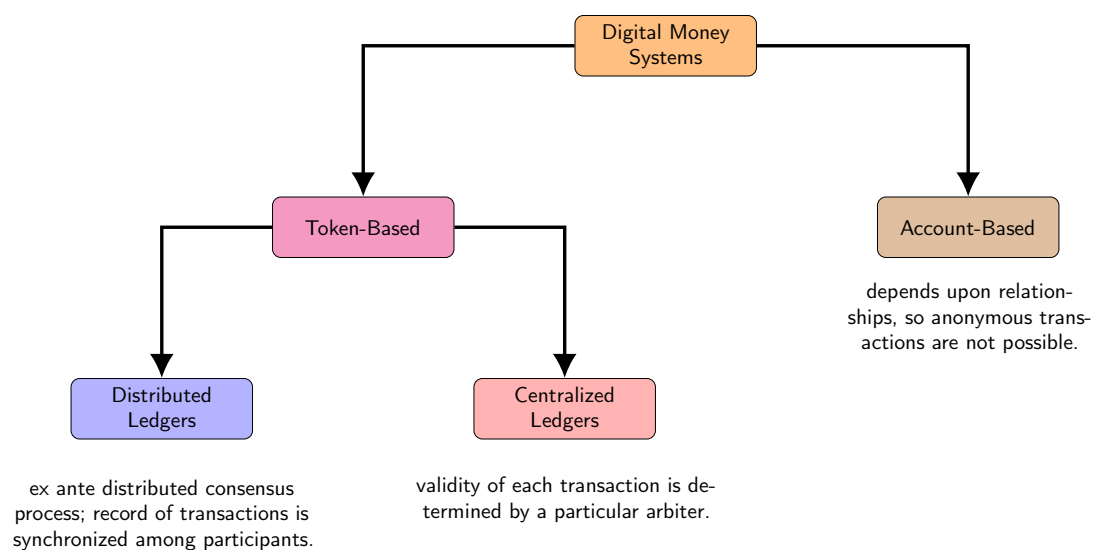 Digital Money
Systems
Token-Based
Account-Based
depends upon relation-
ships, so anonymous trans-
actions are not possible.
Distributed
Ledgers
Centralized
Ledgers
ex ante distributed consensus
process; record of transactions is
synchronized among participants.
validity of each transaction is de-
termined by a particular arbiter.